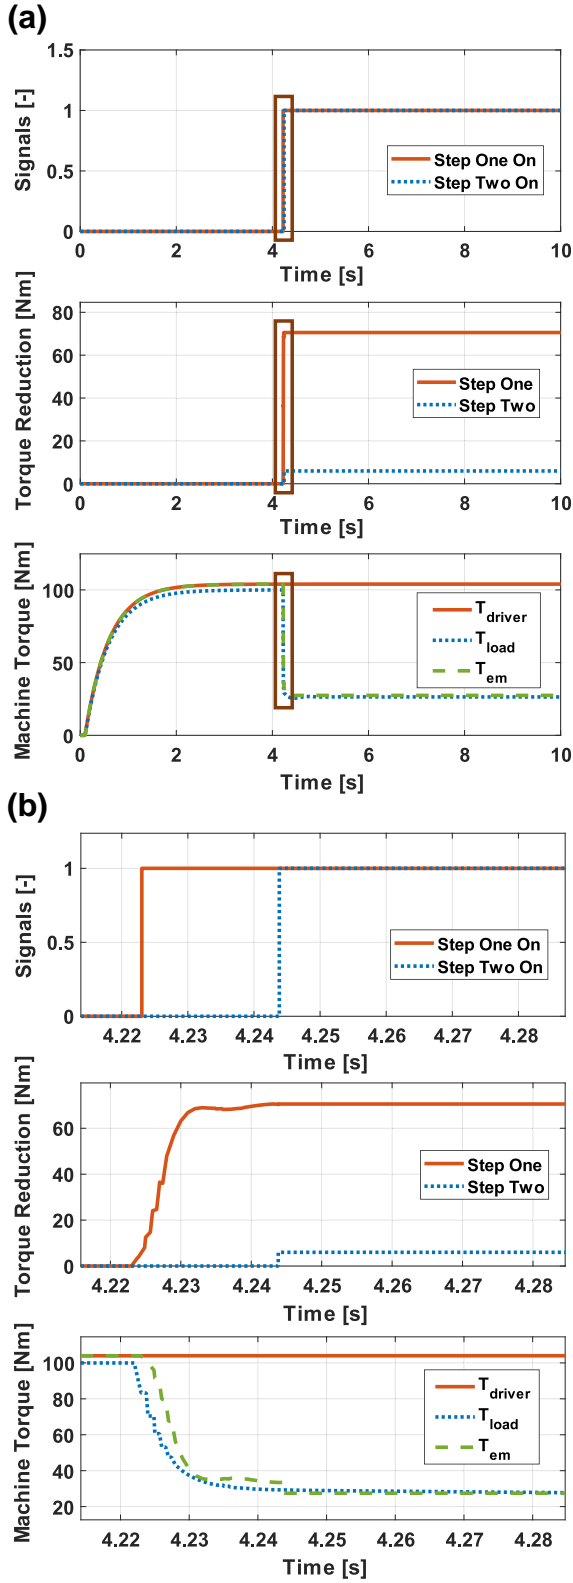 (a)
Signals [-]
1.5
1
0.5
0
0 2 4 6 8 10
Time [s]
Step One On
Step Two On
Torque Reduction [Nm]
80
60
40
20
0
0 2 4 6 8 10
Time [s]
Step One
Step Two
Machine Torque [Nm]
100
50
0
0 2 4 6 8 10
Time [s]
T driver
T load
T em
(b)
Signals [-]
1
0.5
0
4.22 4.23 4.24 4.25 4.26 4.27 4.28
Time [s]
Step One On
Step Two On
Torque Reduction [Nm]
60
40
20
0
4.22 4.23 4.24 4.25 4.26 4.27 4.28
Time [s]
Step One
Step Two
Machine Torque [Nm]
100
80
60
40
20
4.22 4.23 4.24 4.25 4.26 4.27 4.28
Time [s]
T driver
T load
T em